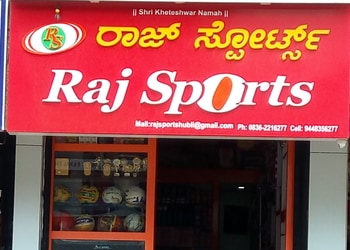 || Shri Kheteshwar Namah ||
RS
ರಾಜ್ ಸ್ಪೋರ್ಟ್ಸ್
Raj Sports
Mail:rajsportshubli@gmail.com Ph: 0836-2216277 Cell: 9448356277